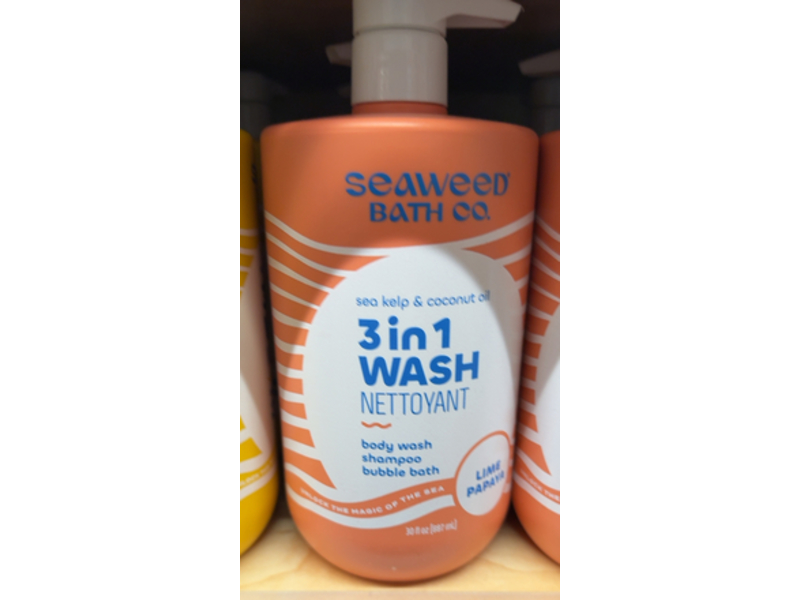 seaweed
BATH CO.
sea kelp & coconut oil
3 in 1
WASH
NETTOYANT
body wash
shampoo
bubble bath
LIME
PAPAYA
UNLOCK THE MAGIC OF THE SEA